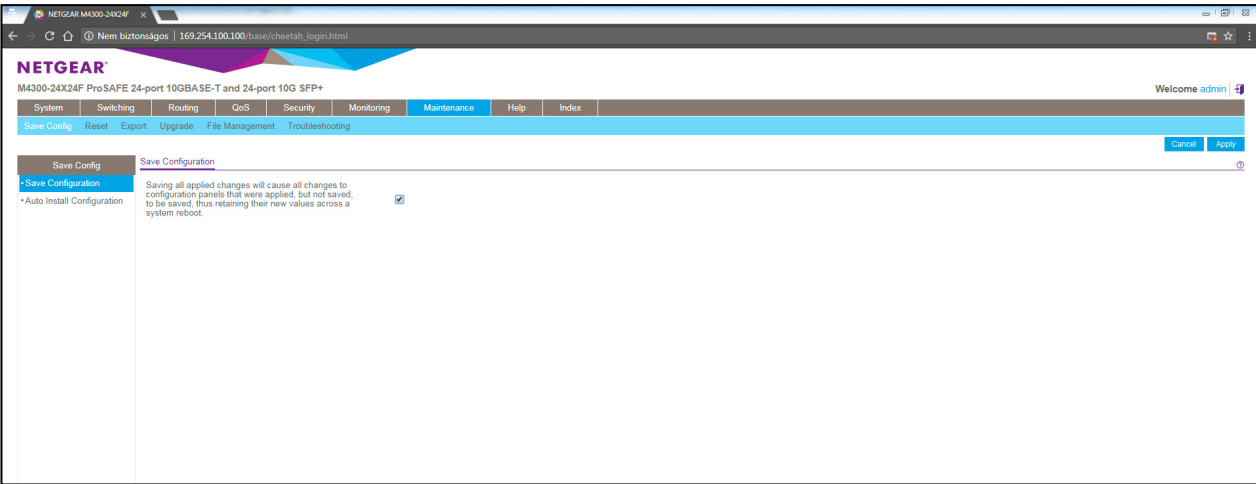 NETGEAR M4300-24X24F
Nem biztonságos | 169.254.100.100/base/cheetah_login.html
NETGEAR®
M4300-24X24F ProSAFE 24-port 10GBASE-T and 24-port 10G SFP+
Welcome admin
System Switching Routing QoS Security Monitoring Maintenance Help Index
Save Config Reset Export Upgrade File Management Troubleshooting
Cancel Apply
Save Config
Save Configuration
•Save Configuration
•Auto Install Configuration
Saving all applied changes will cause all changes to
configuration panels that were applied, but not saved,
to be saved, thus retaining their new values across a
system reboot.